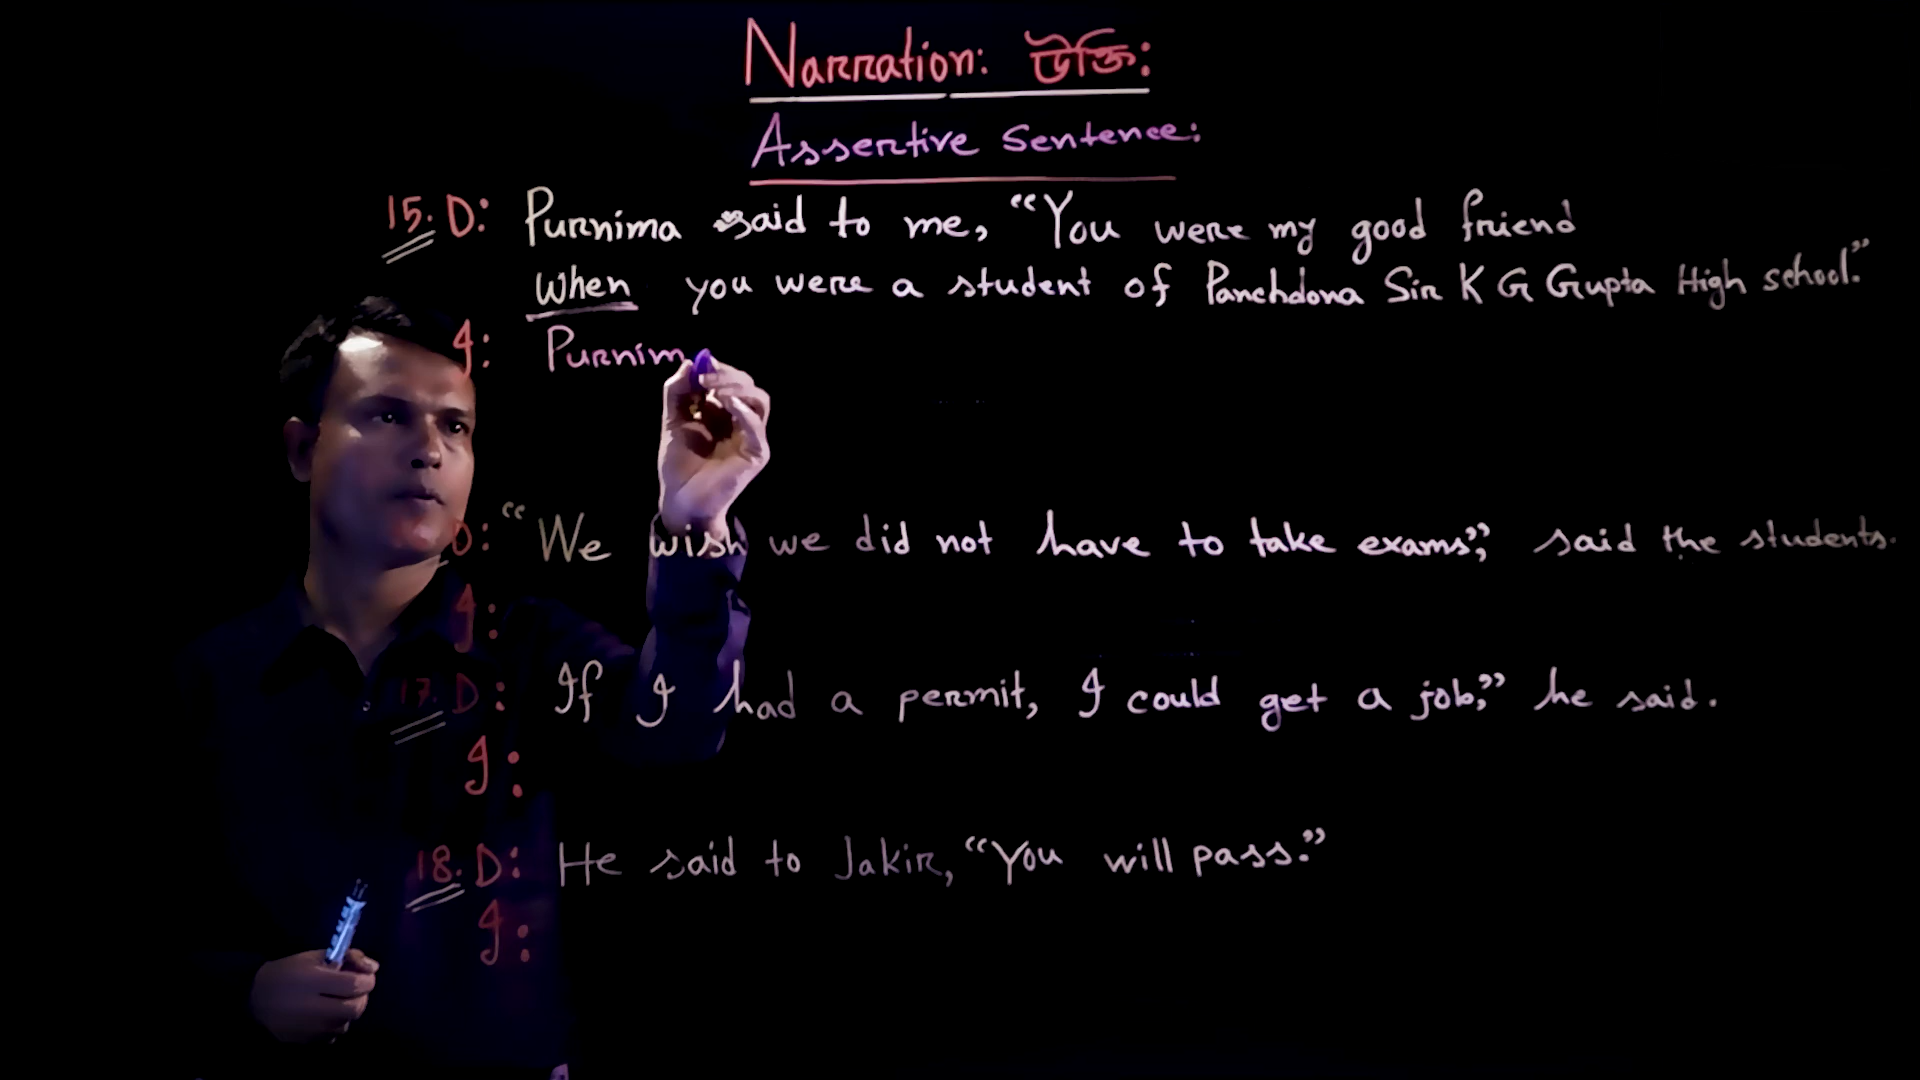 Narration: উক্তি:
Assertive Sentence:
15. D: Purnima said to me, “You were my good friend
when you were a student of Panchdona Sir K G Gupta High school.”
I: Purnim
D: “We wish we did not have to take exams”, said the students.
I:
17. D: If I had a permit, I could get a job,” he said.
I:
18. D: He said to Jakir, “You will pass.”
I: